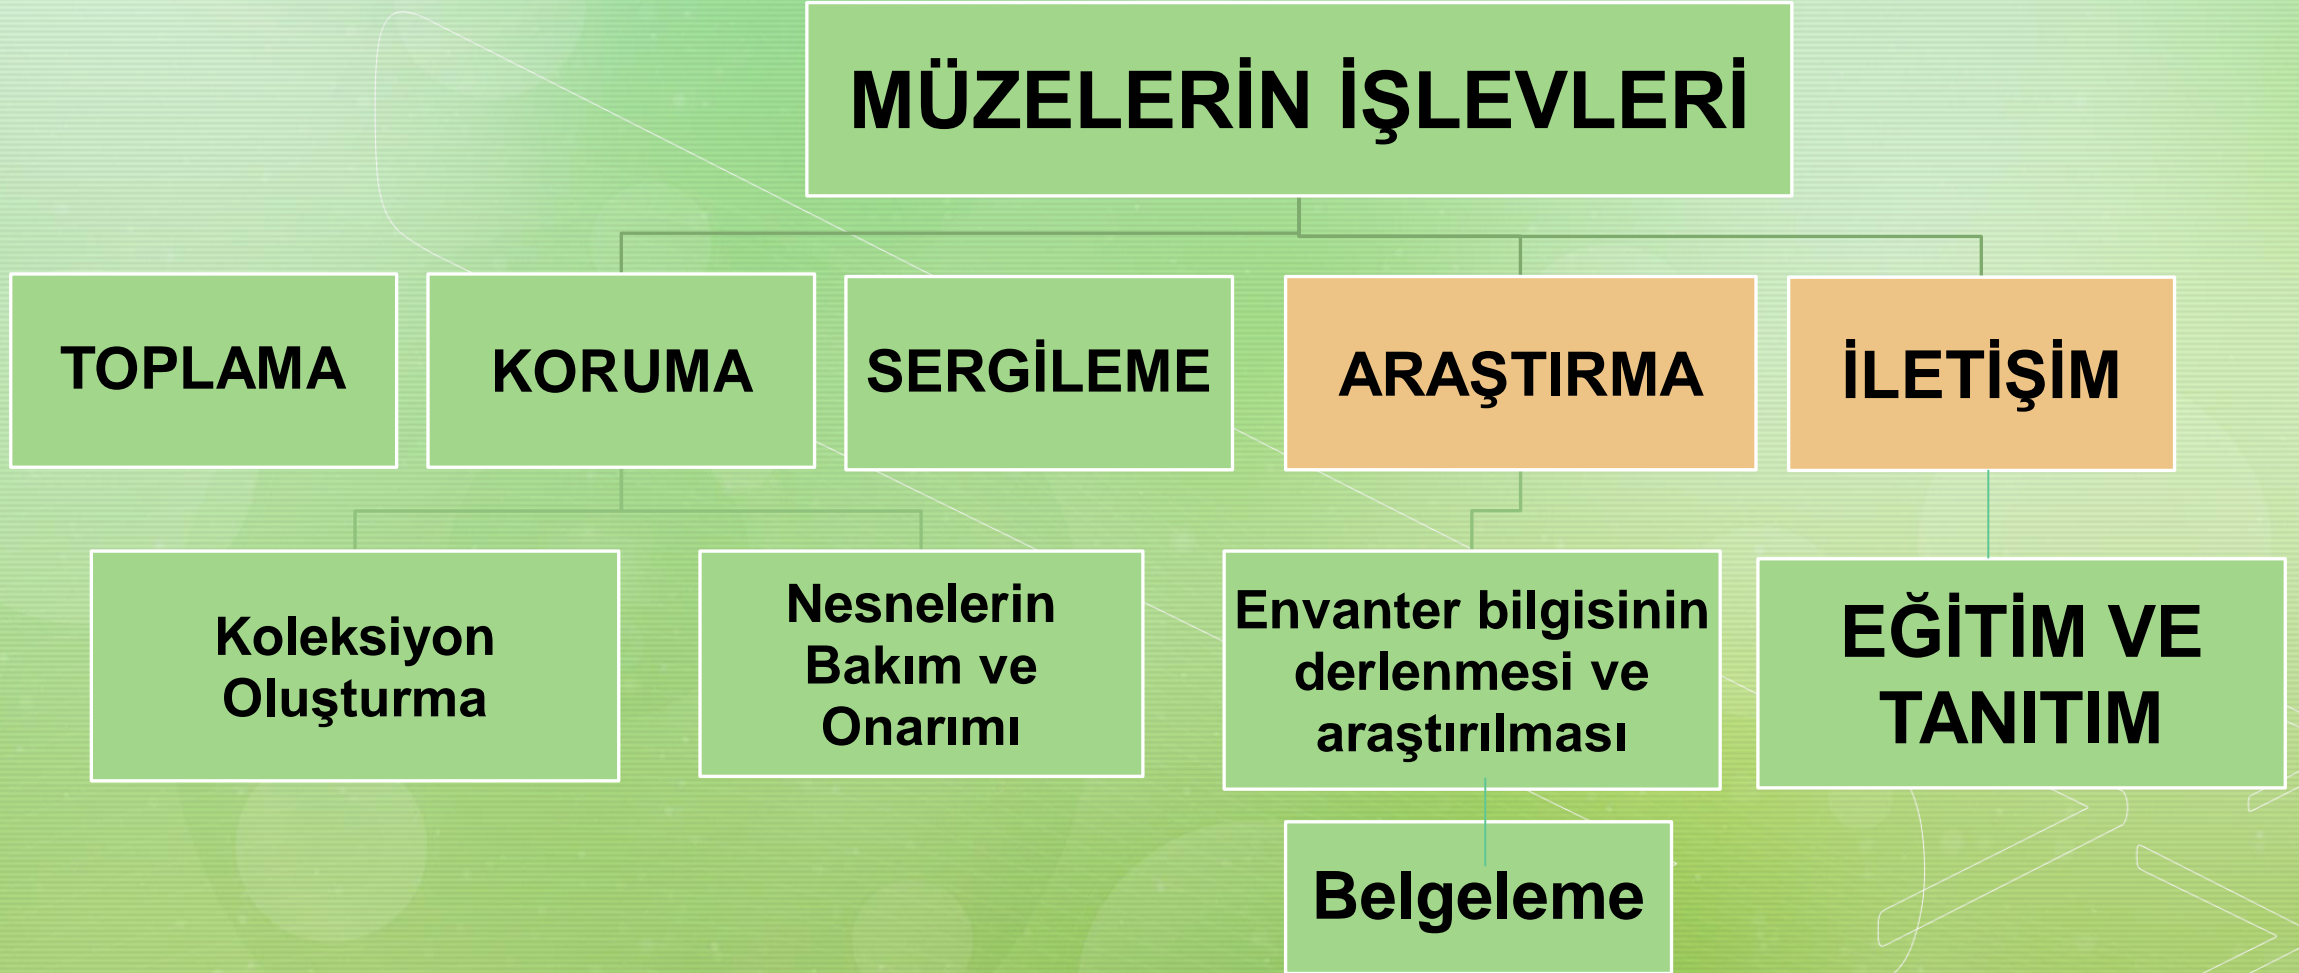 MÜZELERİN İŞLEVLERİ
TOPLAMA
KORUMA
SERGİLEME
ARAŞTIRMA
İLETİŞİM
Koleksiyon
Oluşturma
Nesnelerin
Bakım ve
Onarımı
Envanter bilgisinin
derlenmesi ve
araştırılması
EĞİTİM VE
TANITIM
Belgeleme